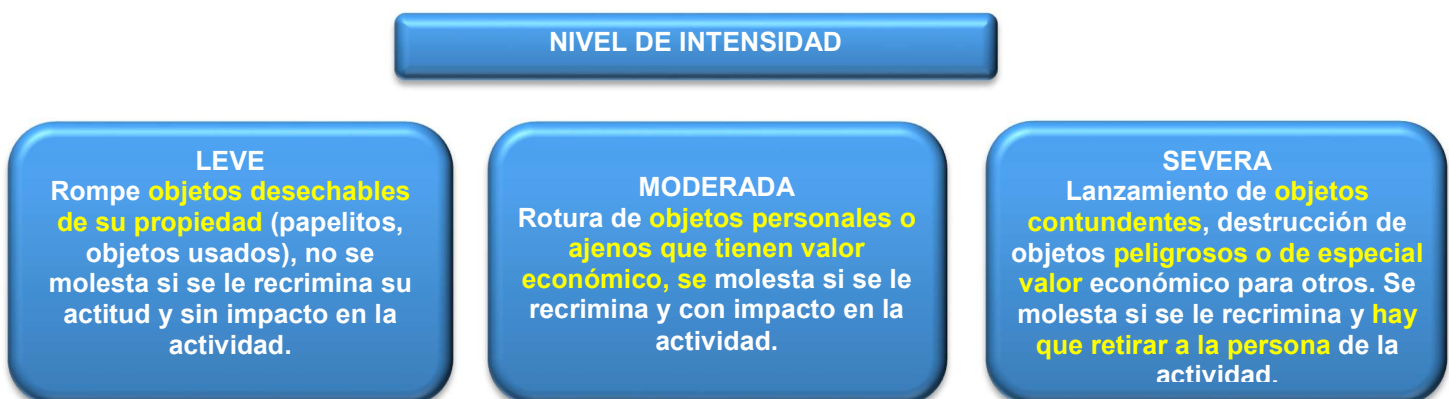 NIVEL DE INTENSIDAD
LEVE
Rompe objetos desechables
de su propiedad (papelitos,
objetos usados), no se
molesta si se le recrimina su
actitud y sin impacto en la
actividad.
MODERADA
Rotura de objetos personales o
ajenos que tienen valor
económico, se molesta si se le
recrimina y con impacto en la
actividad.
SEVERA
Lanzamiento de objetos
contundentes, destrucción de
objetos peligrosos o de especial
valor económico para otros. Se
molesta si se le recrimina y hay
que retirar a la persona de la
actividad.